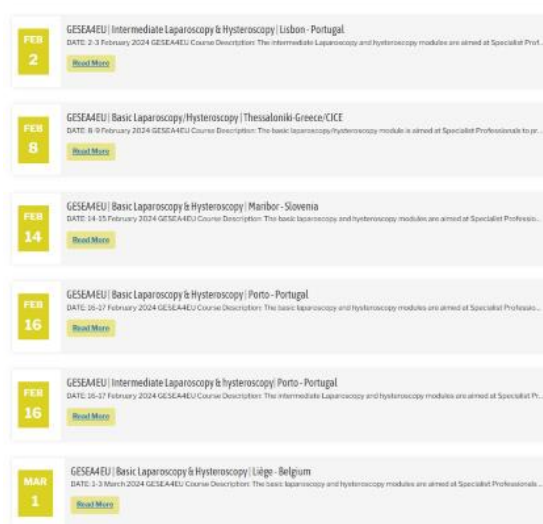 FEB
2
GESEA4EU | Intermediate Laparoscopy & Hysteroscopy | Lisbon - Portugal
DATE: 2-3 February 2024 GESEA4EU Course Description: The intermediate Laparoscopy and hysteroscopy modules are aimed at Specialist Prof...
Read More
FEB
8
GESEA4EU | Basic Laparoscopy/Hysteroscopy | Thessaloniki-Greece/CICE
DATE: 8-9 February 2024 GESEA4EU Course Description: The basic laparoscopy/hysteroscopy module is aimed at Specialist Professionals to pr...
Read More
FEB
14
GESEA4EU | Basic Laparoscopy & Hysteroscopy | Maribor - Slovenia
DATE: 14-15 February 2024 GESEA4EU Course Description: The basic laparoscopy and hysteroscopy modules are aimed at Specialist Professio...
Read More
FEB
16
GESEA4EU | Basic Laparoscopy & Hysteroscopy | Porto - Portugal
DATE: 16-17 February 2024 GESEA4EU Course Description: The basic laparoscopy and hysteroscopy modules are aimed at Specialist Professio...
Read More
FEB
16
GESEA4EU | Intermediate Laparoscopy & hysteroscopy| Porto - Portugal
DATE: 16-17 February 2024 GESEA4EU Course Description: The intermediate Laparoscopy and hysteroscopy modules are aimed at Specialist Pr...
Read More
MAR
1
GESEA4EU | Basic Laparoscopy & Hysteroscopy | Liège - Belgium
DATE: 1-3 March 2024 GESEA4EU Course Description: The basic laparoscopy and hysteroscopy modules are aimed at Specialist Professionals ...
Read More